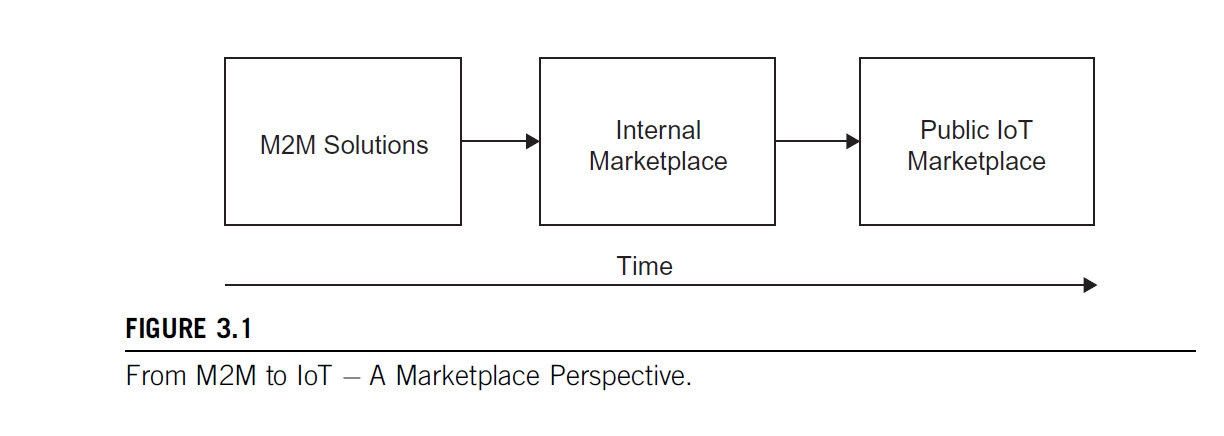 M2M Solutions
Internal
Marketplace
Public IoT
Marketplace
Time
FIGURE 3.1
From M2M to IoT – A Marketplace Perspective.